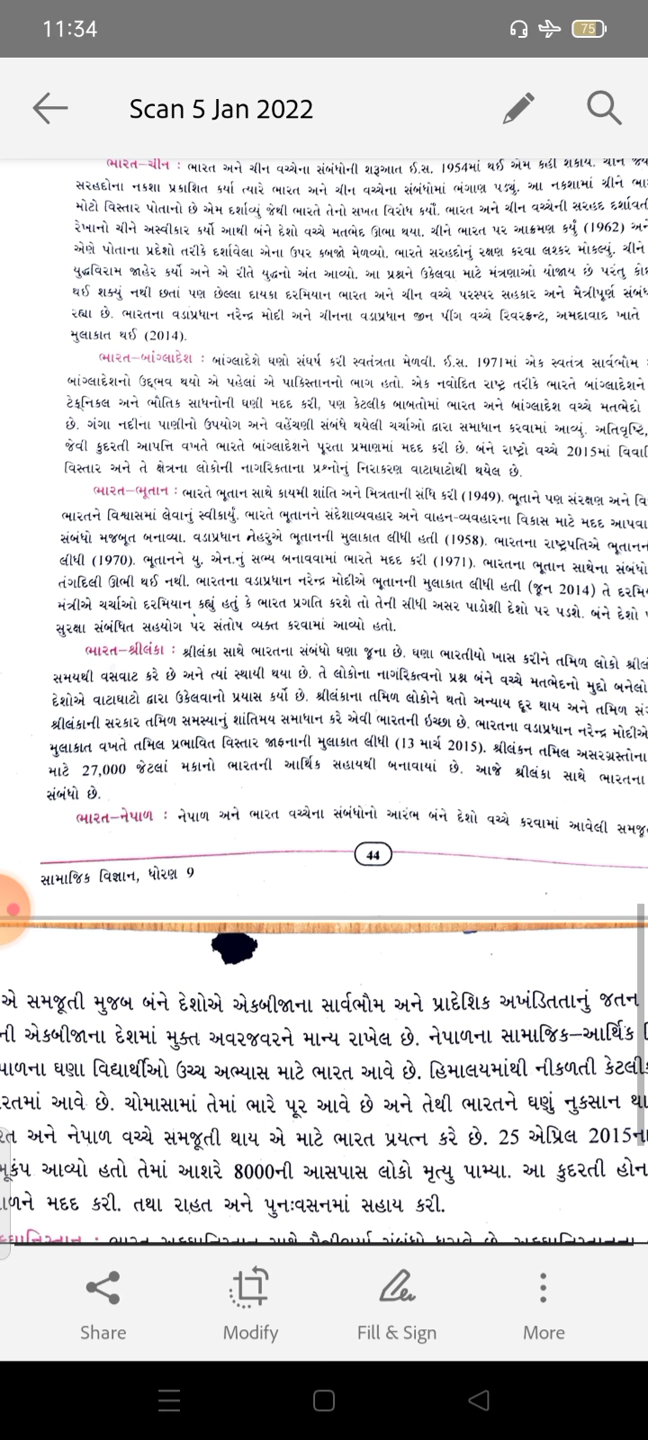 11:34
75
Scan 5 Jan 2022
ભારત–ચીન : ભારત અને ચીન વચ્ચેના સંબંધોની શરૂઆત ઈ.સ. 1954માં થઈ એમ કહી શકાય. ચીને જ્ય
સરહદોના નકશા પ્રકાશિત કર્યા ત્યારે ભારત અને ચીન વચ્ચેના સંબંધોમાં ભંગાણ પડ્યું. આ નકશામાં ચીને ભા
મોટો વિસ્તાર પોતાનો છે એમ દર્શાવ્યું જેથી ભારતે તેનો સખત વિરોધ કર્યો. ભારત અને ચીન વચ્ચેની સરહદ દર્શાવતી
રેખાનો ચીને અસ્વીકાર કર્યો આથી બંને દેશો વચ્ચે મતભેદ ઊભા થયા. ચીને ભારત પર આક્રમણ કર્યું (1962) અને
એણે પોતાના પ્રદેશો તરીકે દર્શાવેલા એના ઉપર કબજો મેળવ્યો. ભારતે સરહદોનું રક્ષણ કરવા લશ્કર મોકલ્યું. ચીને
યુદ્ધવિરામ જાહેર કર્યો અને એ રીતે યુદ્ધનો અંત આવ્યો. આ પ્રશ્નને ઉકેલવા માટે મંત્રણાઓ યોજાય છે પરંતુ કોઈ
થઈ શક્યું નથી છતાં પણ છેલ્લા દાયકા દરમિયાન ભારત અને ચીન વચ્ચે પરસ્પર સહકાર અને મૈત્રીપૂર્ણ સંબંધ
રહ્યા છે. ભારતના વડાપ્રધાન નરેન્દ્ર મોદી અને ચીનના વડાપ્રધાન જીન પીંગ વચ્ચે રિવરફ્રન્ટ, અમદાવાદ ખાતે
મુલાકાત થઈ (2014).
ભારત–બાંગ્લાદેશ : બાંગ્લાદેશે ઘણો સંઘર્ષ કરી સ્વતંત્રતા મેળવી. ઈ.સ. 1971માં એક સ્વતંત્ર સાર્વભૌમ
બાંગ્લાદેશનો ઉદ્ભવ થયો એ પહેલાં એ પાકિસ્તાનનો ભાગ હતો. એક નવોદિત રાષ્ટ્ર તરીકે ભારતે બાંગ્લાદેશને
ટેક્નિકલ અને ભૌતિક સાધનોની ઘણી મદદ કરી, પણ કેટલીક બાબતોમાં ભારત અને બાંગ્લાદેશ વચ્ચે મતભેદો
છે. ગંગા નદીના પાણીનો ઉપયોગ અને વહેંચણી સંબંધે થયેલી ચર્ચાઓ દ્વારા સમાધાન કરવામાં આવ્યું. અતિવૃષ્ટિ,
જેવી કુદરતી આપત્તિ વખતે ભારતે બાંગ્લાદેશને પૂરતા પ્રમાણમાં મદદ કરી છે. બંને રાષ્ટ્રો વચ્ચે 2015માં વિવાદિ
વિસ્તાર અને તે ક્ષેત્રના લોકોની નાગરિકતાના પ્રશ્નોનું નિરાકરણ વાટાઘાટોથી થયેલ છે.
ભારત–ભૂતાન : ભારતે ભૂતાન સાથે કાયમી શાંતિ અને મિત્રતાની સંધિ કરી (1949). ભૂતાને પણ સંરક્ષણ અને વિ
ભારતને વિશ્વાસમાં લેવાનું સ્વીકાર્યું. ભારતે ભૂતાનને સંદેશાવ્યવહાર અને વાહન-વ્યવહારના વિકાસ માટે મદદ આપવા
સંબંધો મજબૂત બનાવ્યા. વડાપ્રધાન નેહરુએ ભૂતાનની મુલાકાત લીધી હતી (1958). ભારતના રાષ્ટ્રપતિએ ભૂતાનન
લીધી (1970). ભૂતાનને યુ. એન.નું સભ્ય બનાવવામાં ભારતે મદદ કરી (1971). ભારતના ભૂતાન સાથેના સંબંધો
તંગદિલી ઊભી થઈ નથી. ભારતના વડાપ્રધાન નરેન્દ્ર મોદીએ ભૂતાનની મુલાકાત લીધી હતી (જૂન 2014) તે દરમિ
મંત્રીએ ચર્ચાઓ દરમિયાન કહ્યું હતું કે ભારત પ્રગતિ કરશે તો તેની સીધી અસર પાડોશી દેશો પર પડશે. બંને દેશો
સુરક્ષા સંબંધિત સહયોગ પર સંતોષ વ્યક્ત કરવામાં આવ્યો હતો.
ભારત–શ્રીલંકા : શ્રીલંકા સાથે ભારતના સંબંધો ઘણા જૂના છે. ઘણા ભારતીયો ખાસ કરીને તમિળ લોકો શ્રીલં
સમયથી વસવાટ કરે છે અને ત્યાં સ્થાયી થયા છે. તે લોકોના નાગરિકત્વનો પ્રશ્ન બંને વચ્ચે મતભેદનો મુદ્દો બનેલો
દેશોએ વાટાઘાટો દ્વારા ઉકેલવાનો પ્રયાસ કર્યો છે. શ્રીલંકાના તમિળ લોકોને થતો અન્યાય દૂર થાય અને તમિળ સં
શ્રીલંકાની સરકાર તમિળ સમસ્યાનું શાંતિમય સમાધાન કરે એવી ભારતની ઇચ્છા છે. ભારતના વડાપ્રધાન નરેન્દ્ર મોદીએ
મુલાકાત વખતે તમિલ પ્રભાવિત વિસ્તાર જાફનાની મુલાકાત લીધી (13 માર્ચ 2015). શ્રીલંકન તમિલ અસરગ્રસ્તોના
માટે 27,000 જેટલાં મકાનો ભારતની આર્થિક સહાયથી બનાવાયાં છે. આજે શ્રીલંકા સાથે ભારતના
સંબંધો છે.
ભારત–નેપાળ : નેપાળ અને ભારત વચ્ચેના સંબંધોનો આરંભ બંને દેશો વચ્ચે કરવામાં આવેલી સમજૂ
44
સામાજિક વિજ્ઞાન, ધોરણ 9
એ સમજૂતી મુજબ બંને દેશોએ એકબીજાના સાર્વભૌમ અને પ્રાદેશિક અખંડિતતાનું જતન
ની એકબીજાના દેશમાં મુક્ત અવરજવરને માન્ય રાખેલ છે. નેપાળના સામાજિક–આર્થિક
પાળના ઘણા વિદ્યાર્થીઓ ઉચ્ચ અભ્યાસ માટે ભારત આવે છે. હિમાલયમાંથી નીકળતી કેટલીક
રતમાં આવે છે. ચોમાસામાં તેમાં ભારે પૂર આવે છે અને તેથી ભારતને ઘણું નુકસાન થા
રત અને નેપાળ વચ્ચે સમજૂતી થાય એ માટે ભારત પ્રયત્ન કરે છે. 25 એપ્રિલ 2015ના
મૂકંપ આવ્યો હતો તેમાં આશરે 8000ની આસપાસ લોકો મૃત્યુ પામ્યા. આ કુદરતી હોન
ાળને મદદ કરી. તથા રાહત અને પુનઃવસનમાં સહાય કરી.
Share
Modify
Fill & Sign
More